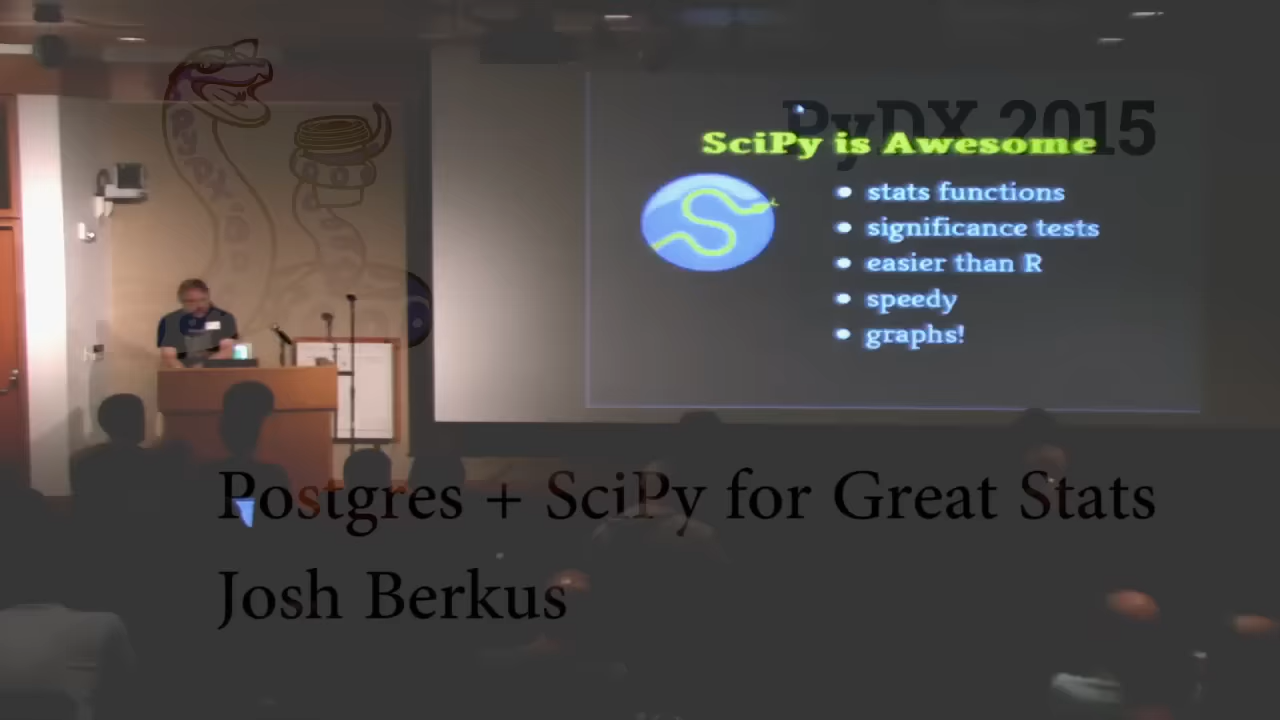 PyDX 2015
SciPy is Awesome
• stats functions
• significance tests
• easier than R
• speedy
• graphs!
Postgres + SciPy for Great Stats
Josh Berkus